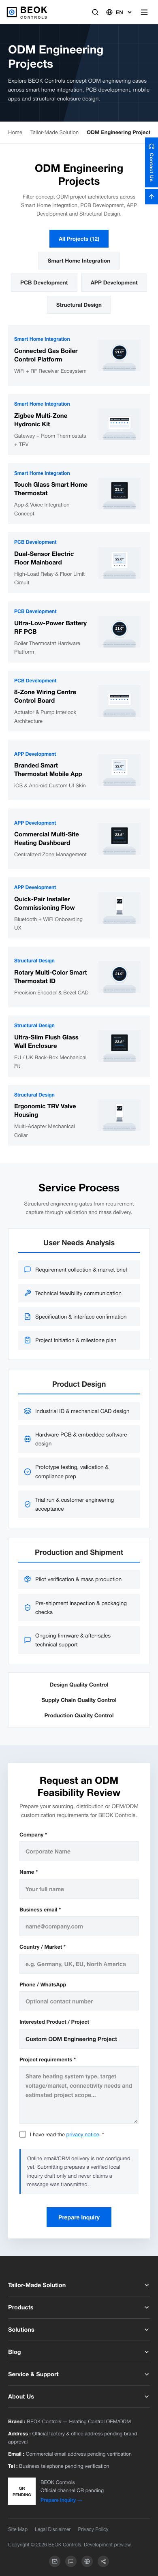 BEOK
CONTROLS
EN
ODM Engineering
Projects
Explore BEOK Controls concept ODM engineering cases
across smart home integration, PCB development, mobile
apps and structural enclosure design.
Contact Us
Home Tailor-Made Solution ODM Engineering Project
ODM Engineering
Projects
Filter concept ODM project architectures across
Smart Home Integration, PCB Development, APP
Development and Structural Design.
All Projects (12)
Smart Home Integration
PCB Development APP Development
Structural Design
Smart Home Integration
Connected Gas Boiler
Control Platform
WiFi + RF Receiver Ecosystem
Smart Home Integration
Zigbee Multi-Zone
Hydronic Kit
Gateway + Room Thermostats
+ TRV
Smart Home Integration
Touch Glass Smart Home
Thermostat
App & Voice Integration
Concept
PCB Development
Dual-Sensor Electric
Floor Mainboard
High-Load Relay & Floor Limit
Circuit
PCB Development
Ultra-Low-Power Battery
RF PCB
Boiler Thermostat Hardware
Platform
PCB Development
8-Zone Wiring Centre
Control Board
Actuator & Pump Interlock
Architecture
APP Development
Branded Smart
Thermostat Mobile App
iOS & Android Custom UI Skin
APP Development
Commercial Multi-Site
Heating Dashboard
Centralized Zone Management
APP Development
Quick-Pair Installer
Commissioning Flow
Bluetooth + WiFi Onboarding
UX
Structural Design
Rotary Multi-Color Smart
Thermostat ID
Precision Encoder & Bezel CAD
Structural Design
Ultra-Slim Flush Glass
Wall Enclosure
EU / UK Back-Box Mechanical
Fit
Structural Design
Ergonomic TRV Valve
Housing
Multi-Adapter Mechanical
Collar
Service Process
Structured engineering gates from requirement
capture through validation and mass delivery.
User Needs Analysis
Requirement collection & market brief
Technical feasibility communication
Specification & interface confirmation
Project initiation & milestone plan
Product Design
Industrial ID & mechanical CAD design
Hardware PCB & embedded software
design
Prototype testing, validation &
compliance prep
Trial run & customer engineering
acceptance
Production and Shipment
Pilot verification & mass production
Pre-shipment inspection & packaging
checks
Ongoing firmware & after-sales
technical support
Design Quality Control
Supply Chain Quality Control
Production Quality Control
Request an ODM
Feasibility Review
Prepare your sourcing, distribution or OEM/ODM
customization requirements for BEOK Controls.
Company *
Corporate Name
Name *
Your full name
Business email *
name@company.com
Country / Market *
e.g. Germany, UK, EU, North America
Phone / WhatsApp
Optional contact number
Interested Product / Project
Custom ODM Engineering Project
Project requirements *
Share heating system type, target
voltage/market, connectivity needs and
estimated project scope...
I have read the privacy notice. *
Online email/CRM delivery is not configured
yet. Submitting prepares a verified local
inquiry draft only and never claims a
message was transmitted.
Prepare Inquiry
Tailor-Made Solution
Products
Solutions
Blog
Service & Support
About Us
Brand : BEOK Controls — Heating Control OEM/ODM
Address : Official factory & office address pending brand
approval
Email : Commercial email address pending verification
Tel : Business telephone pending verification
QR
PENDING
BEOK Controls
Official channel QR pending
Prepare Inquiry →
Site Map Legal Disclaimer Privacy Policy
Copyright © 2026 BEOK Controls. Development preview.